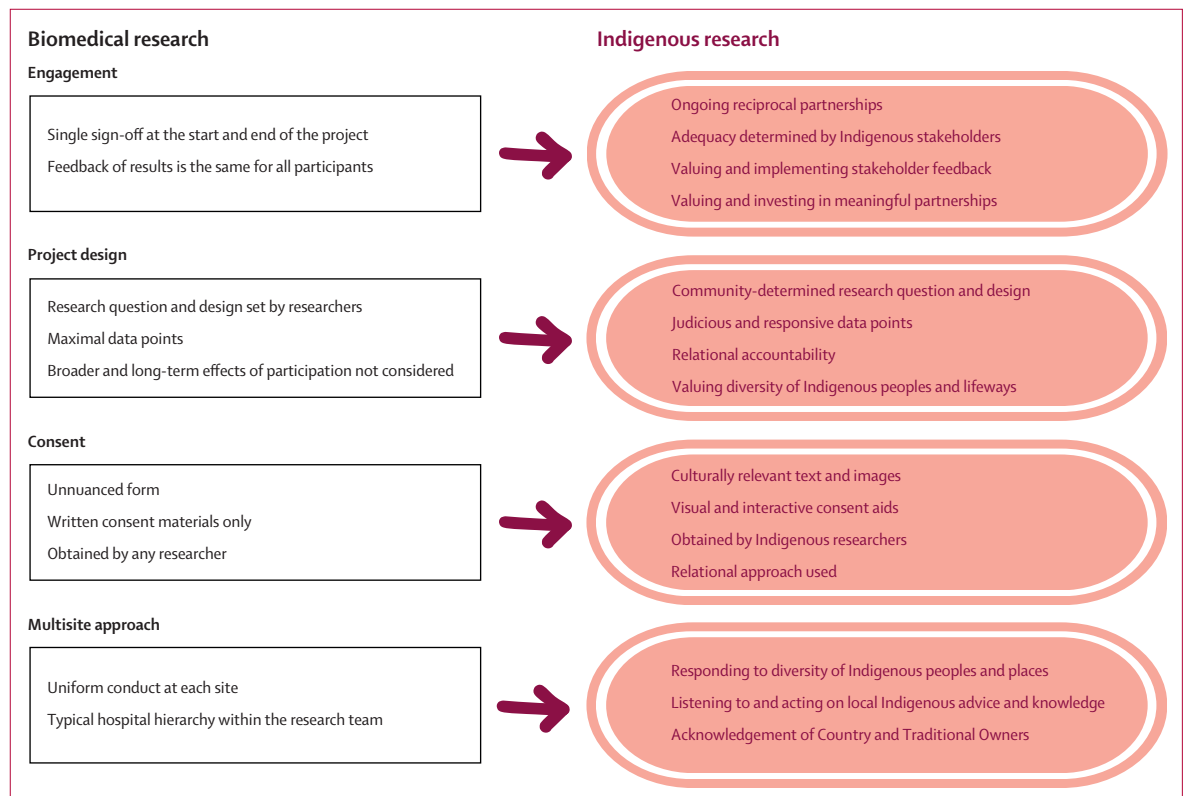 Biomedical research
Indigenous research
Engagement
Single sign-off at the start and end of the project
Feedback of results is the same for all participants
Ongoing reciprocal partnerships
Adequacy determined by Indigenous stakeholders
Valuing and implementing stakeholder feedback
Valuing and investing in meaningful partnerships
Project design
Research question and design set by researchers
Maximal data points
Broader and long-term effects of participation not considered
Community-determined research question and design
Judicious and responsive data points
Relational accountability
Valuing diversity of Indigenous peoples and lifeways
Consent
Unnuanced form
Written consent materials only
Obtained by any researcher
Culturally relevant text and images
Visual and interactive consent aids
Obtained by Indigenous researchers
Relational approach used
Multisite approach
Uniform conduct at each site
Typical hospital hierarchy within the research team
Responding to diversity of Indigenous peoples and places
Listening to and acting on local Indigenous advice and knowledge
Acknowledgement of Country and Traditional Owners